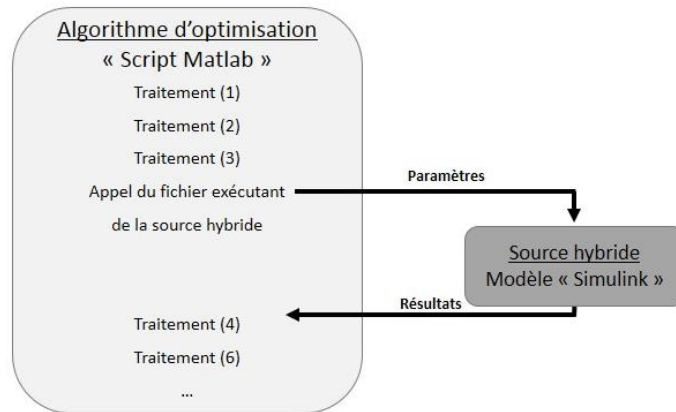 Algorithme d'optimisation
« Script Matlab »
Traitement (1)
Traitement (2)
Traitement (3)
Appel du fichier exécutant
de la source hybride
Paramètres
Source hybride
Modèle « Simulink »
Résultats
Traitement (4)
Traitement (6)
...